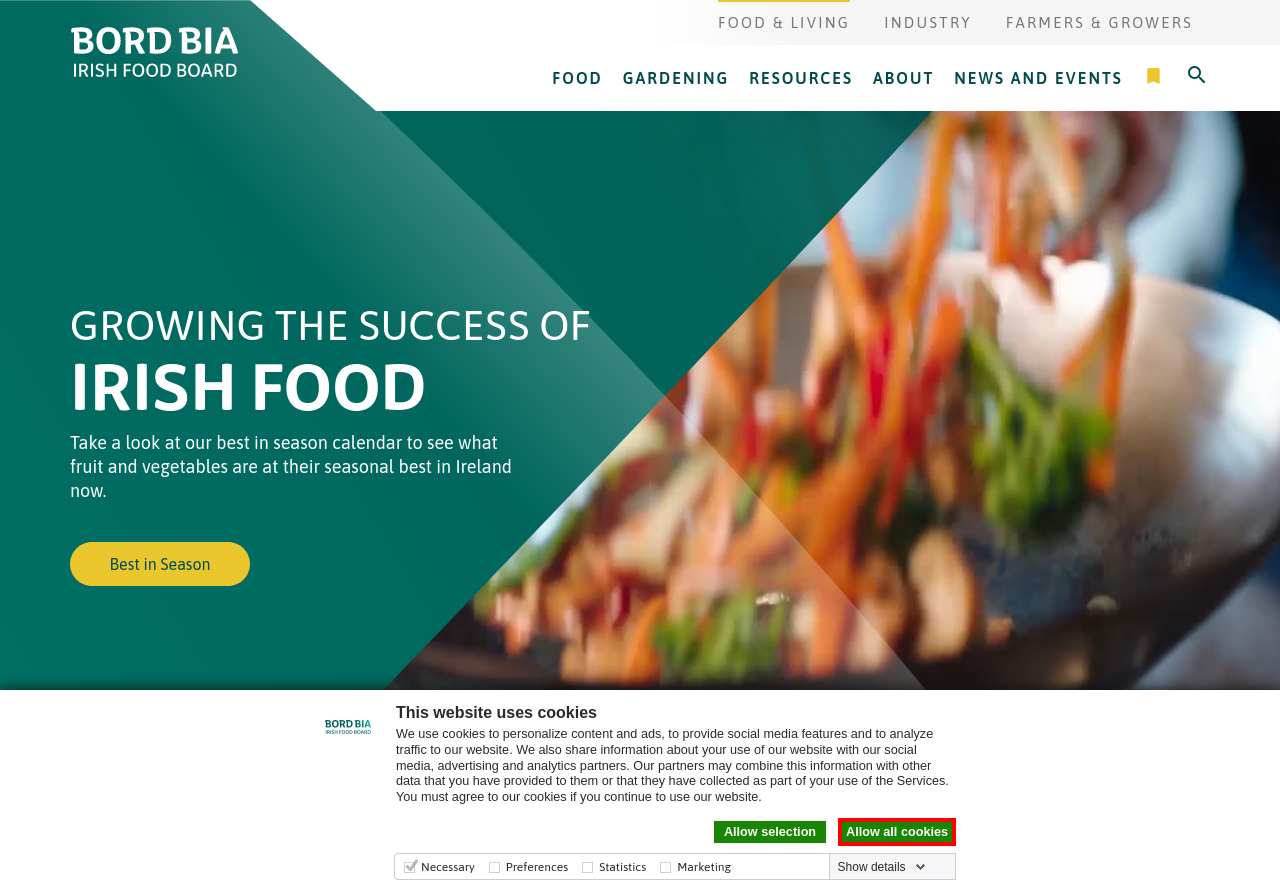 BORD BIA
IRISH FOOD BOARD
FOOD & LIVING
INDUSTRY
FARMERS & GROWERS
FOOD
GARDENING
RESOURCES
ABOUT
NEWS AND EVENTS
GROWING THE SUCCESS OF
IRISH FOOD
Take a look at our best in season calendar to see what
fruit and vegetables are at their seasonal best in Ireland
now.
Best in Season
BORD BIA
IRISH FOOD BOARD
This website uses cookies
We use cookies to personalize content and ads, to provide social media features and to analyze
traffic to our website. We also share information about your use of our website with our social
media, advertising and analytics partners. Our partners may combine this information with other
data that you have provided to them or that they have collected as part of your use of the Services.
You must agree to our cookies if you continue to use our website.
Allow selection
Allow all cookies
Necessary
Preferences
Statistics
Marketing
Show details